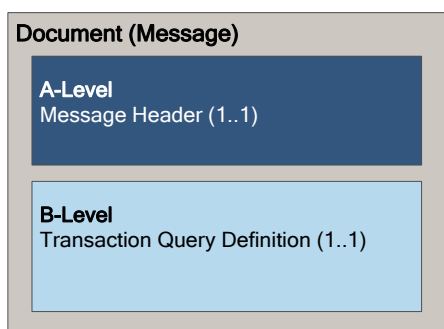 Document (Message)
A-Level
Message Header (1..1)
B-Level
Transaction Query Definition (1..1)